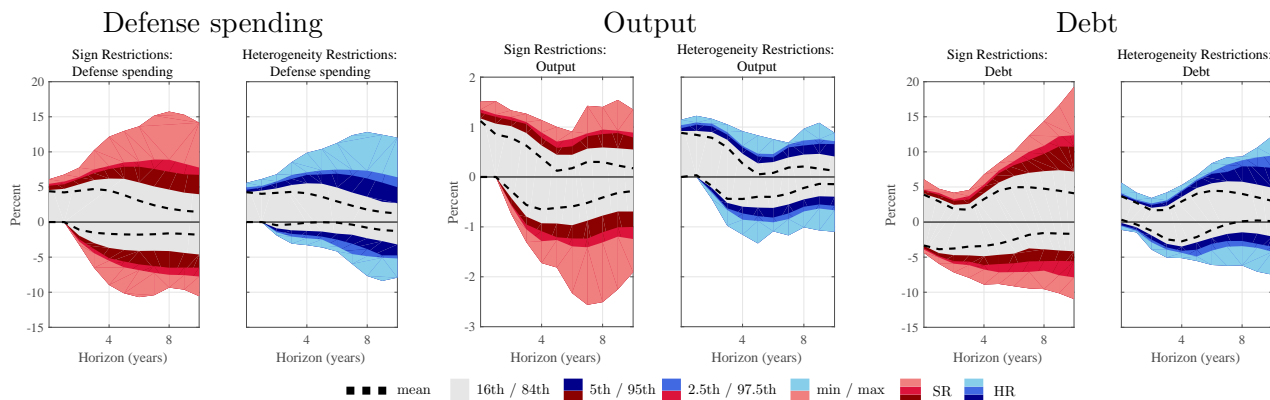 Defense spending
Output
Debt
Sign Restrictions:
Defense spending
Heterogeneity Restrictions:
Defense spending
Sign Restrictions:
Output
Heterogeneity Restrictions:
Output
Sign Restrictions:
Debt
Heterogeneity Restrictions:
Debt
Percent
20
15
10
5
0
-5
-10
-15
4
8
Horizon (years)
4
8
Horizon (years)
Percent
2
1
0
-1
-2
-3
4
8
Horizon (years)
4
8
Horizon (years)
Percent
20
15
10
5
0
-5
-10
-15
4
8
Horizon (years)
4
8
Horizon (years)
mean
16th / 84th
5th / 95th
2.5th / 97.5th
min / max
SR
HR